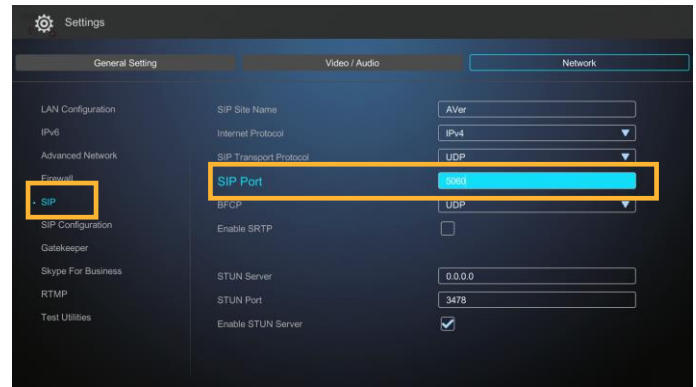 Settings
General Setting Video / Audio Network
LAN Configuration SIP Site Name AVer
IPv6 Internet Protocol IPv4
Advanced Network SIP Transport Protocol UDP
Firewall SIP Port 5060
SIP BFCP UDP
SIP Configuration Enable SRTP
Gatekeeper
Skype For Business STUN Server 0.0.0.0
RTMP STUN Port 3478
Test Utilities Enable STUN Server